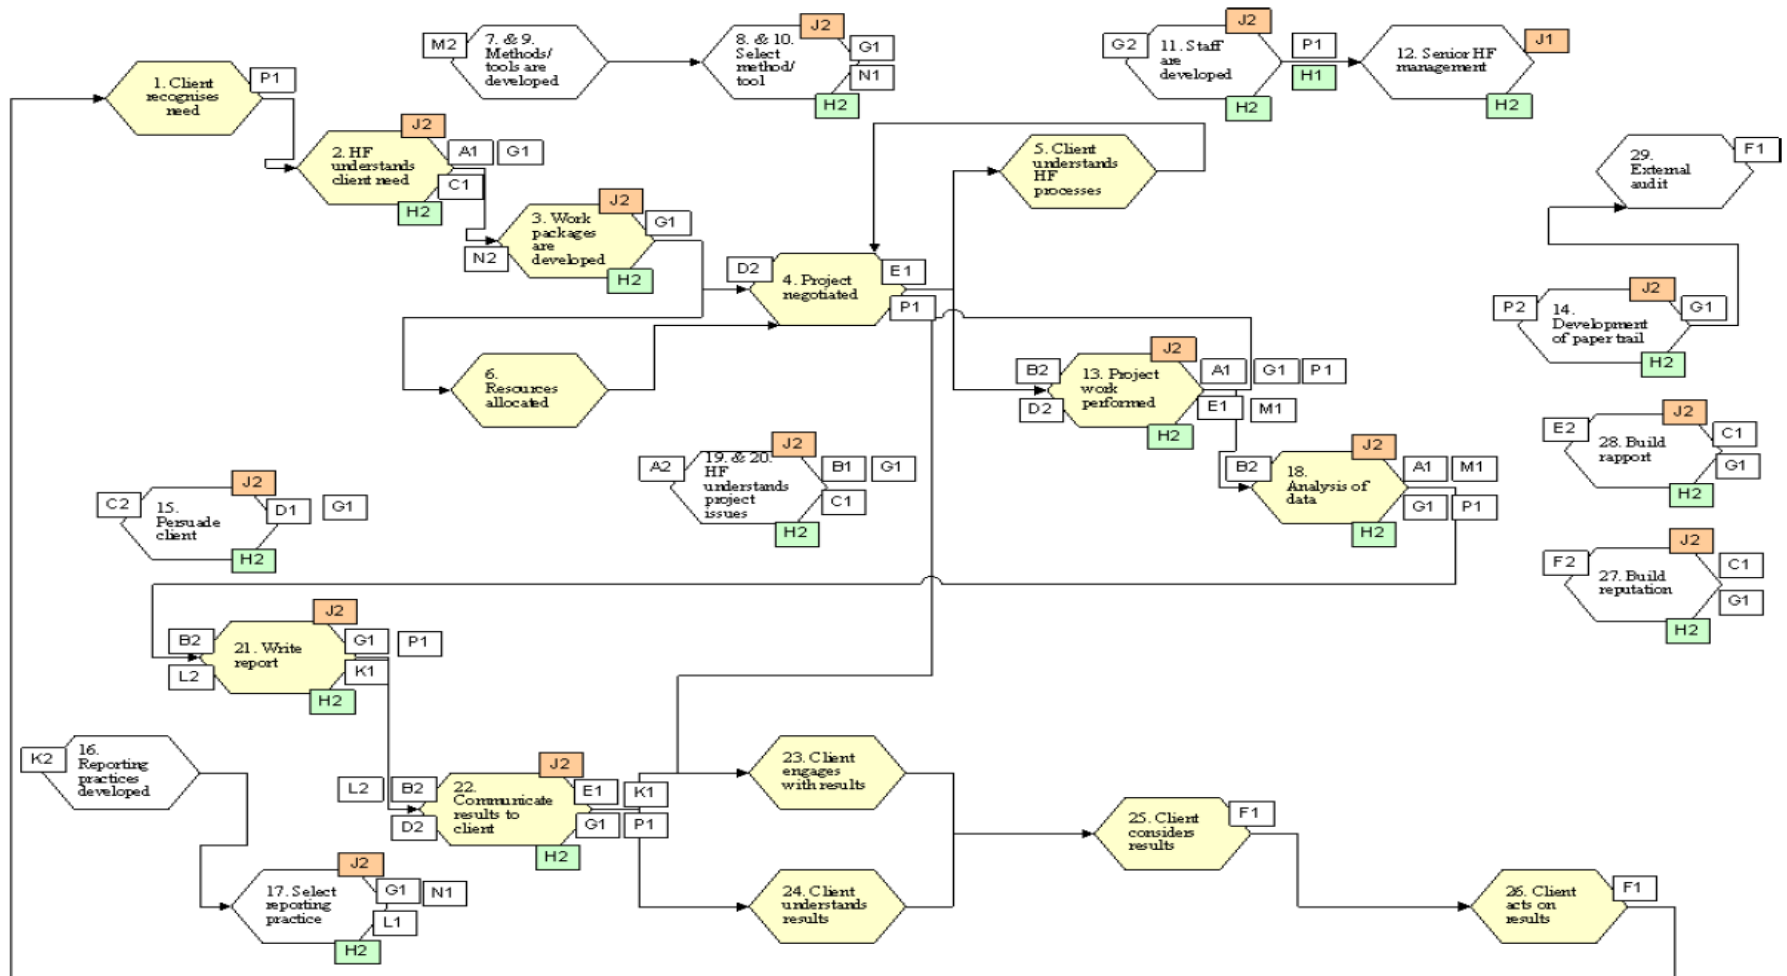 J2
M2
7. & 9.
Methods/
tools are
developed
8. & 10.
Select
method/
tool
G1
N1
H2
J2
G2
11. Staff
are
developed
H2
P1
H1
J1
12. Senior HF
management
H2
1. Client
recognises
need
P1
J2
2. HF
understands
client need
A1
G1
C1
H2
5. Client
understands
HF
processes
29.
External
audit
F1
J2
3. Work
packages
are
developed
G1
N2
H2
D2
4. Project
negotiated
E1
P1
J2
P2
14.
Development
of paper trail
G1
H2
6.
Resources
allocated
J2
B2
D2
13. Project
work
performed
A1
G1
P1
E1
M1
H2
J2
E2
28. Build
rapport
C1
G1
H2
J2
C2
15.
Persuade
client
D1
G1
H2
J2
A2
19. & 20.
HF
understands
project
issues
B1
G1
C1
H2
J2
B2
18.
Analysis of
data
A1
M1
G1
P1
H2
J2
F2
27. Build
reputation
C1
G1
H2
J2
B2
L2
21. Write
report
G1
P1
K1
H2
K2
16.
Reporting
practices
developed
J2
L2
B2
D2
22.
Communicate
results to
client
E1
K1
G1
P1
H2
23. Client
engages
with results
24. Client
understands
results
25. Client
considers
results
F1
J2
17. Select
reporting
practice
G1
N1
L1
H2
26. Client
acts on
results
F1